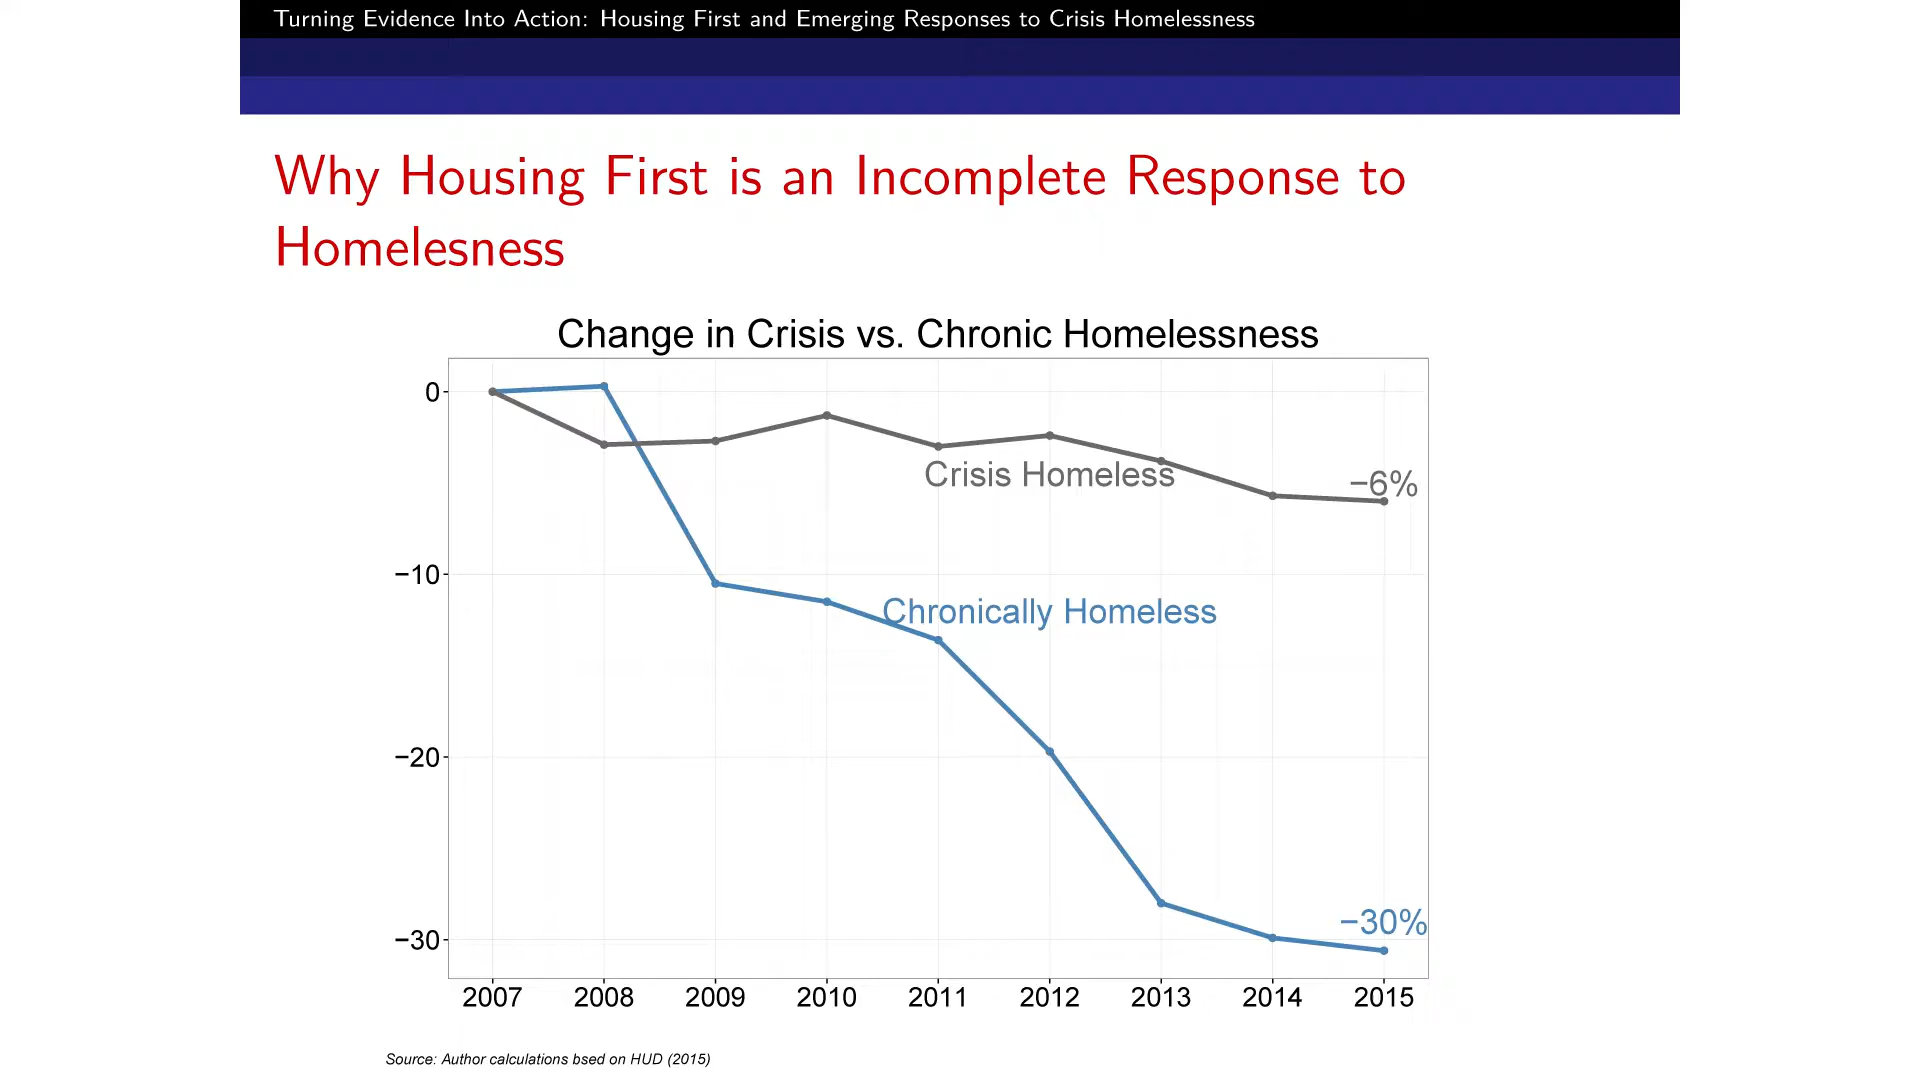 Turning Evidence Into Action: Housing First and Emerging Responses to Crisis Homelessness
Why Housing First is an Incomplete Response to
Homelesness
Change in Crisis vs. Chronic Homelessness
0
Crisis Homeless
−6%
−10
Chronically Homeless
−20
−30%
−30
2007 2008 2009 2010 2011 2012 2013 2014 2015
Source: Author calculations bsed on HUD (2015)